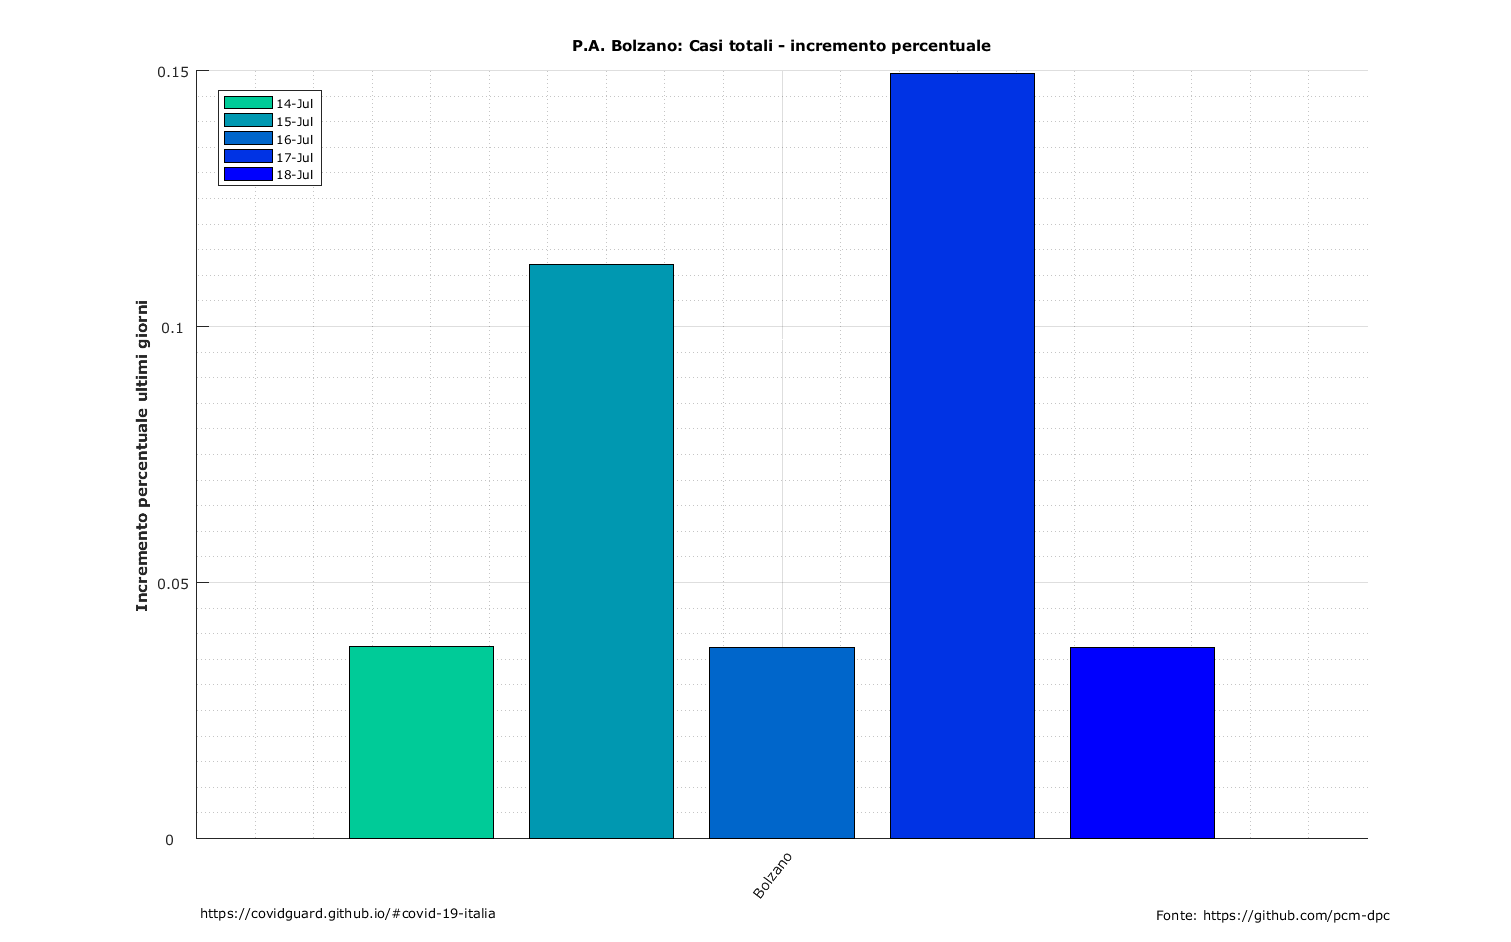 P.A. Bolzano: Casi totali - incremento percentuale
0.15
14-Jul
15-Jul
16-Jul
17-Jul
18-Jul
0.1
0.05
0
Incremento percentuale ultimi giorni
Bolzano
https://covidguard.github.io/#covid-19-italia
Fonte: https://github.com/pcm-dpc